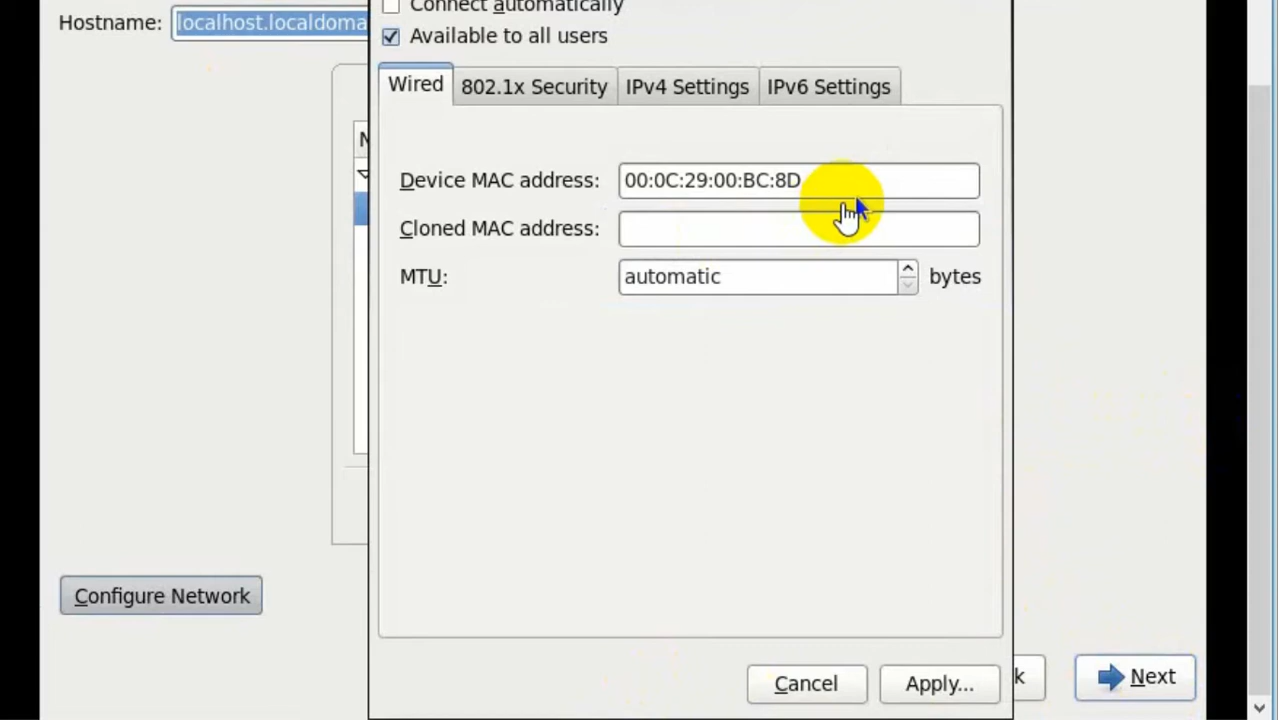 Connect automatically
Hostname: localhost.localdoma
Available to all users
Wired 802.1x Security IPv4 Settings IPv6 Settings
Device MAC address: 00:0C:29:00:BC:8D
Cloned MAC address:
MTU: automatic bytes
Configure Network
Cancel Apply... k Next